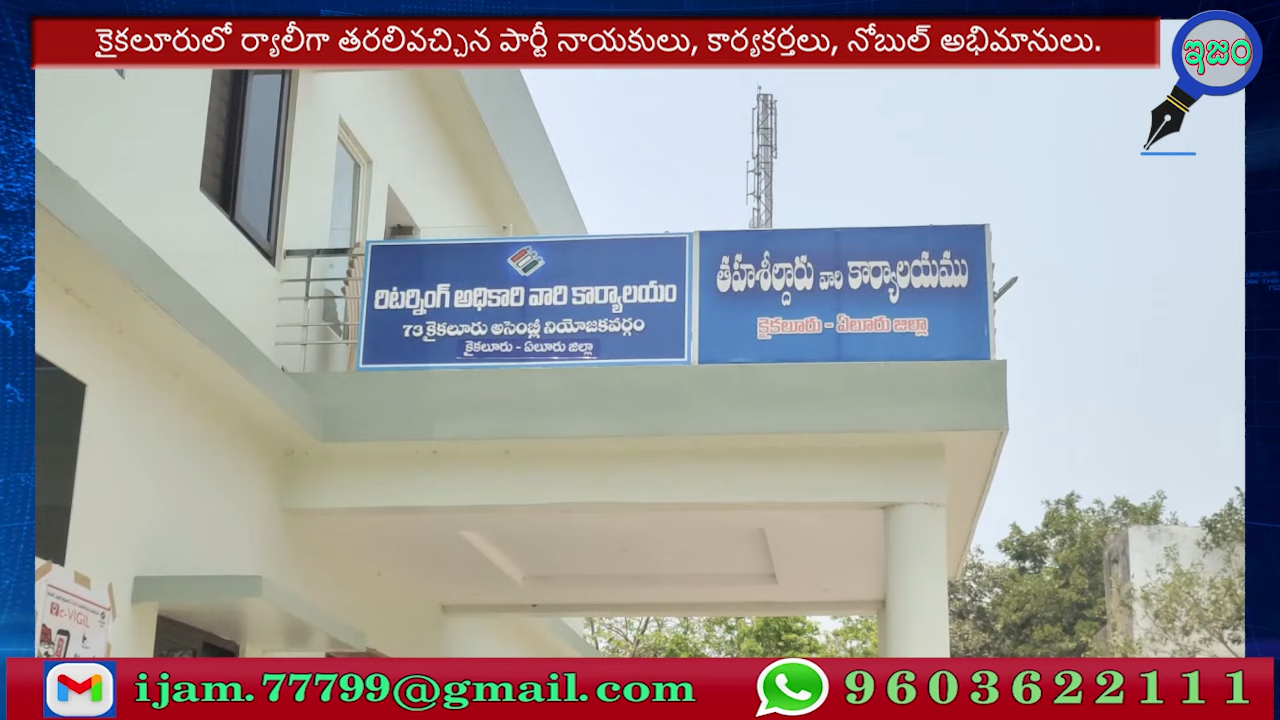 కైకలూరులో ర్యాలీగా తరలివచ్చిన పార్టీ నాయకులు, కార్యకర్తలు, నోబుల్ అభిమానులు.
ఇజం
రిటర్నింగ్ అధికారి వారి కార్యాలయం
73 కైకలూరు అసెంబ్లీ నియోజకవర్గం
కైకలూరు - ఏలూరు జిల్లా
తహశీల్దారు వారి కార్యాలయము
కైకలూరు - ఏలూరు జిల్లా
c-VIGIL
ijam.77799@gmail.com
9603622111